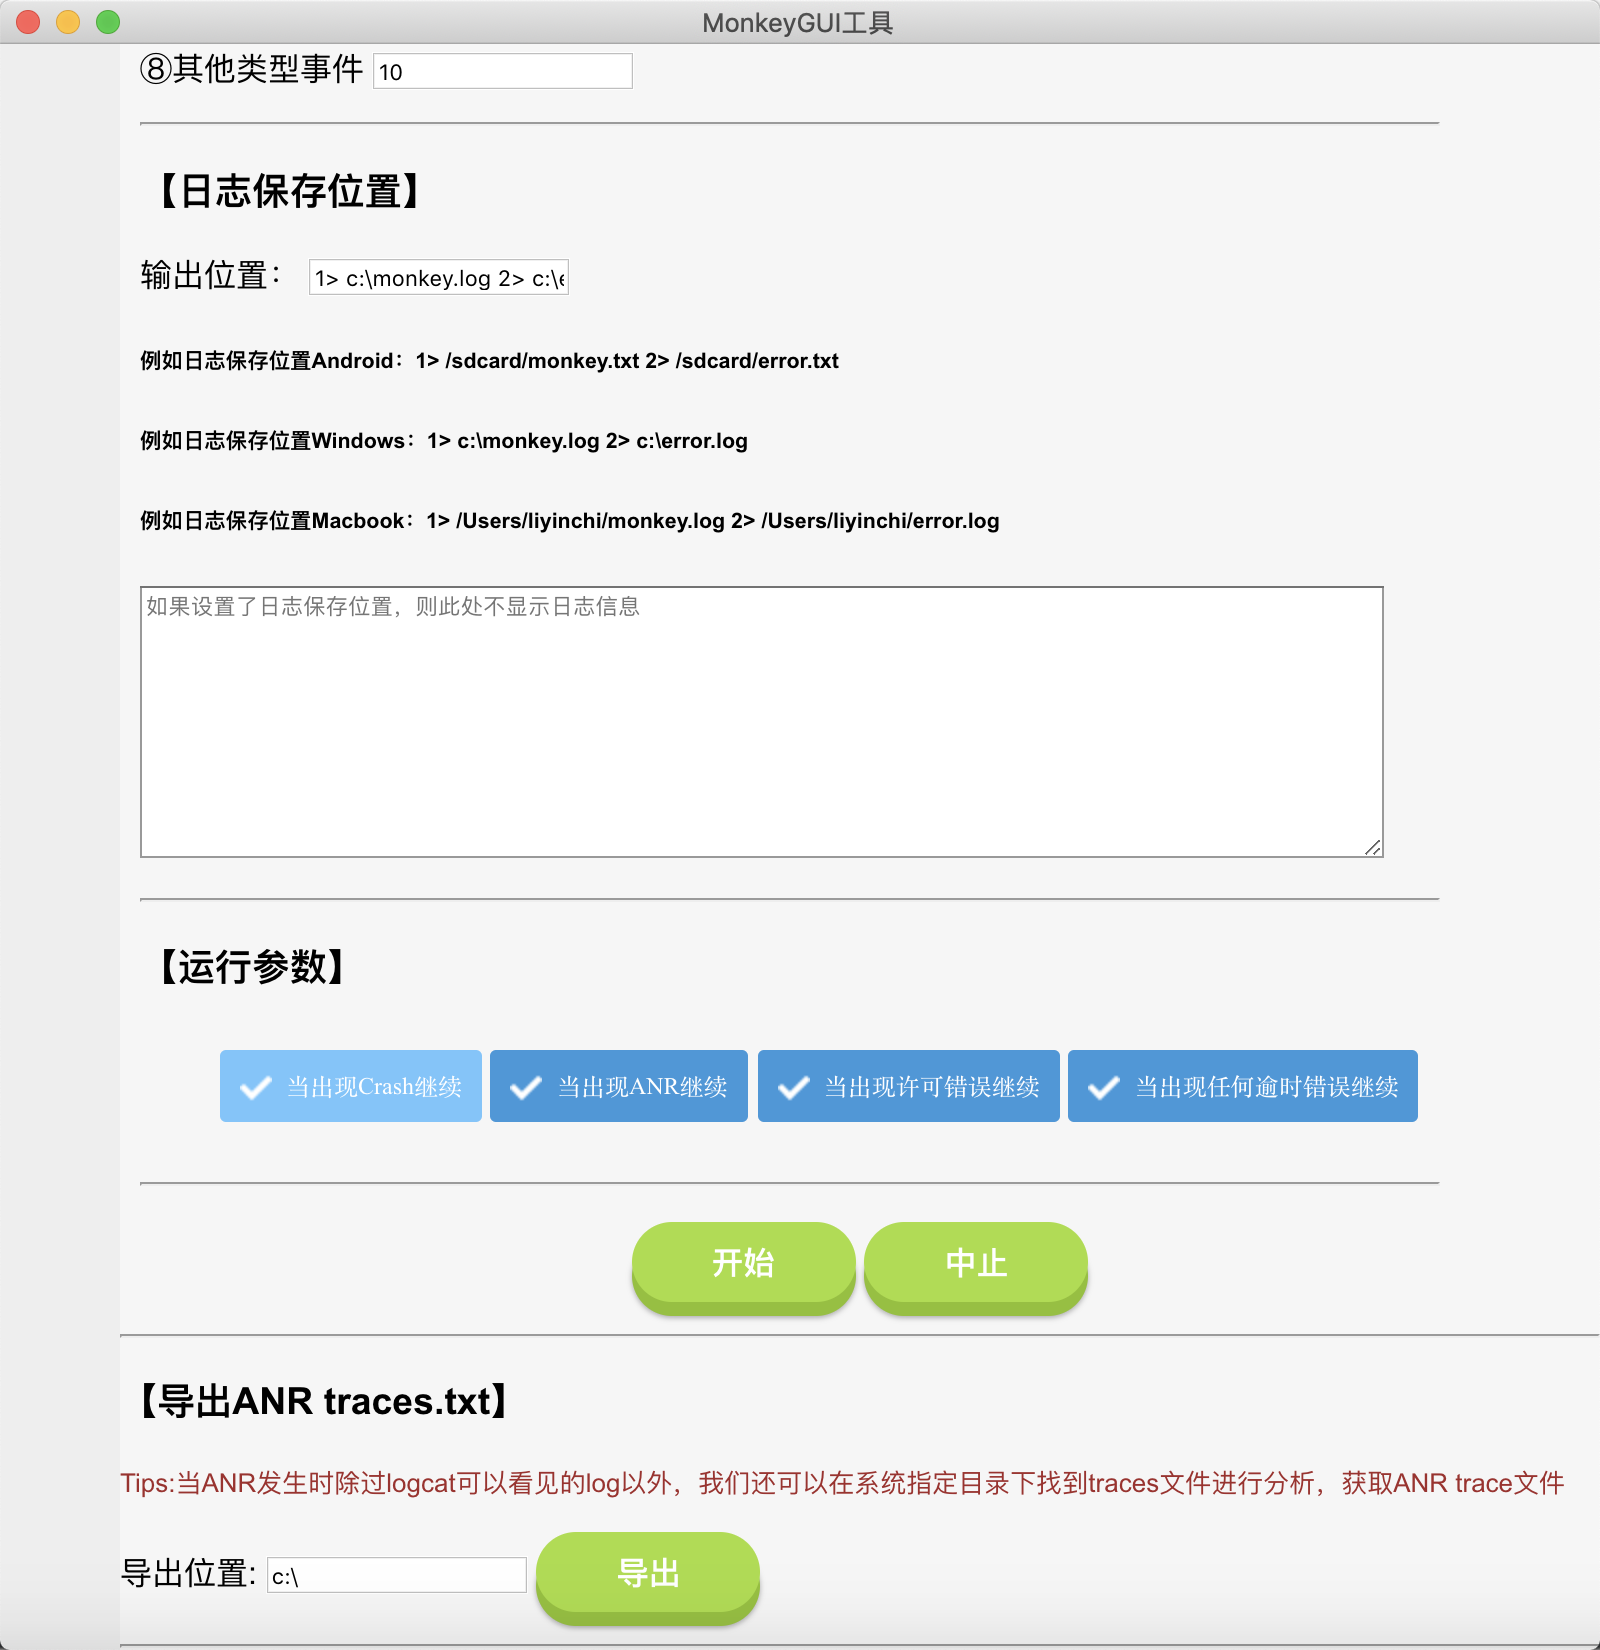 MonkeyGUI工具
⑧其他类型事件 10
【日志保存位置】
输出位置： 1> c:\monkey.log 2> c:\e
例如日志保存位置Android：1> /sdcard/monkey.txt 2> /sdcard/error.txt
例如日志保存位置Windows：1> c:\monkey.log 2> c:\error.log
例如日志保存位置Macbook：1> /Users/liyinchi/monkey.log 2> /Users/liyinchi/error.log
如果设置了日志保存位置，则此处不显示日志信息
【运行参数】
当出现Crash继续 当出现ANR继续 当出现许可错误继续 当出现任何逾时错误继续
开始 中止
【导出ANR traces.txt】
Tips:当ANR发生时除过logcat可以看见的log以外，我们还可以在系统指定目录下找到traces文件进行分析，获取ANR trace文件
导出位置: c:\ 导出